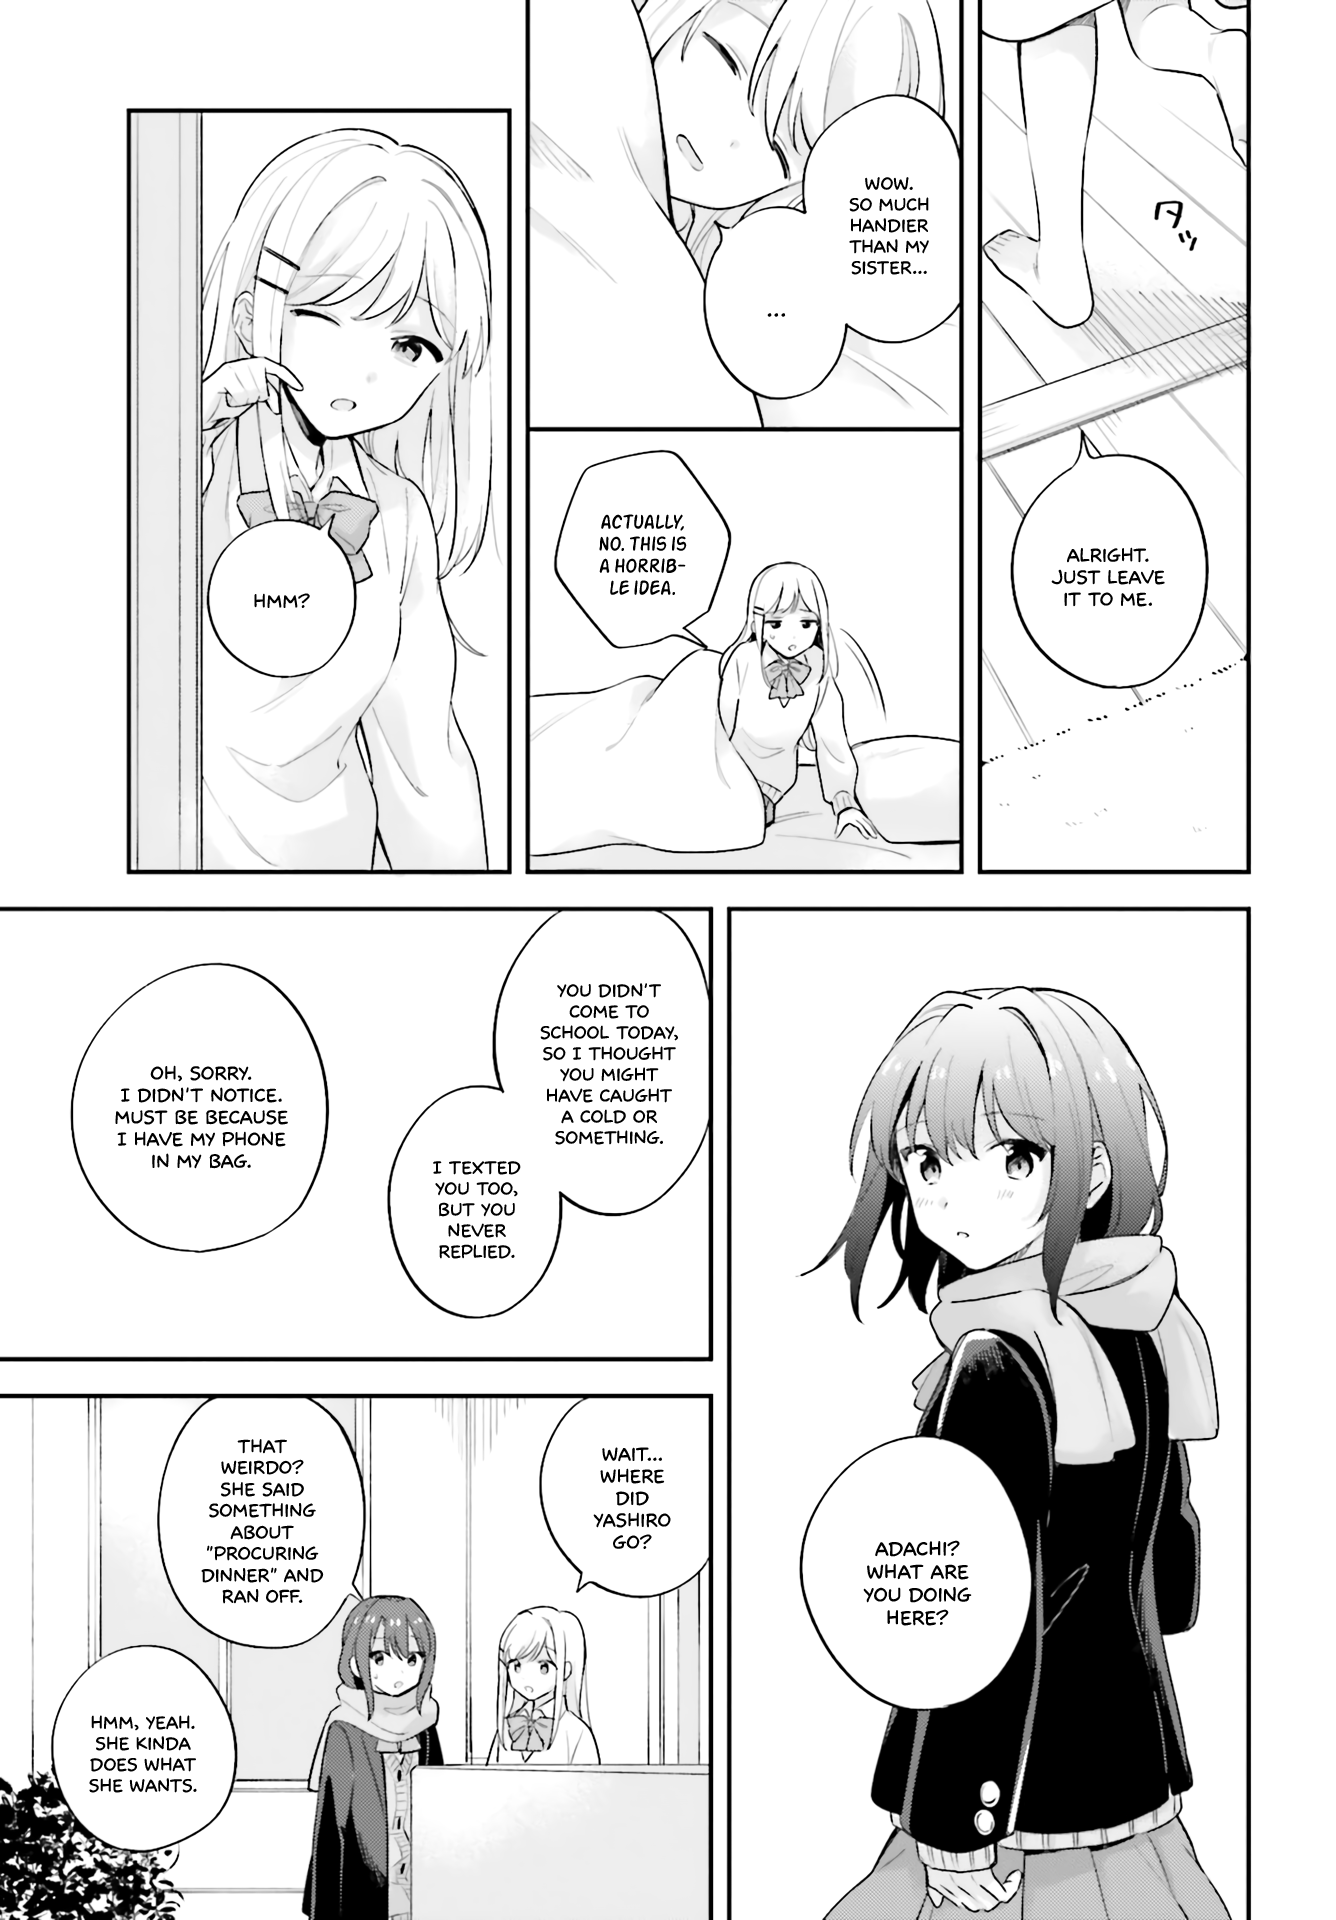 タッ
ALRIGHT.
JUST LEAVE
IT TO ME.
WOW.
SO MUCH
HANDIER
THAN MY
SISTER...
...
ACTUALLY,
NO. THIS IS
A HORRIB-
LE IDEA.
HMM?
ADACHI?
WHAT ARE
YOU DOING
HERE?
YOU DIDN'T
COME TO
SCHOOL TODAY,
SO I THOUGHT
YOU MIGHT
HAVE CAUGHT
A COLD OR
SOMETHING.
I TEXTED
YOU TOO,
BUT YOU
NEVER
REPLIED.
OH, SORRY.
I DIDN'T NOTICE.
MUST BE BECAUSE
I HAVE MY PHONE
IN MY BAG.
WAIT...
WHERE
DID
YASHIRO
GO?
THAT
WEIRDO?
SHE SAID
SOMETHING
ABOUT
"PROCURING
DINNER" AND
RAN OFF.
HMM, YEAH.
SHE KINDA
DOES WHAT
SHE WANTS.